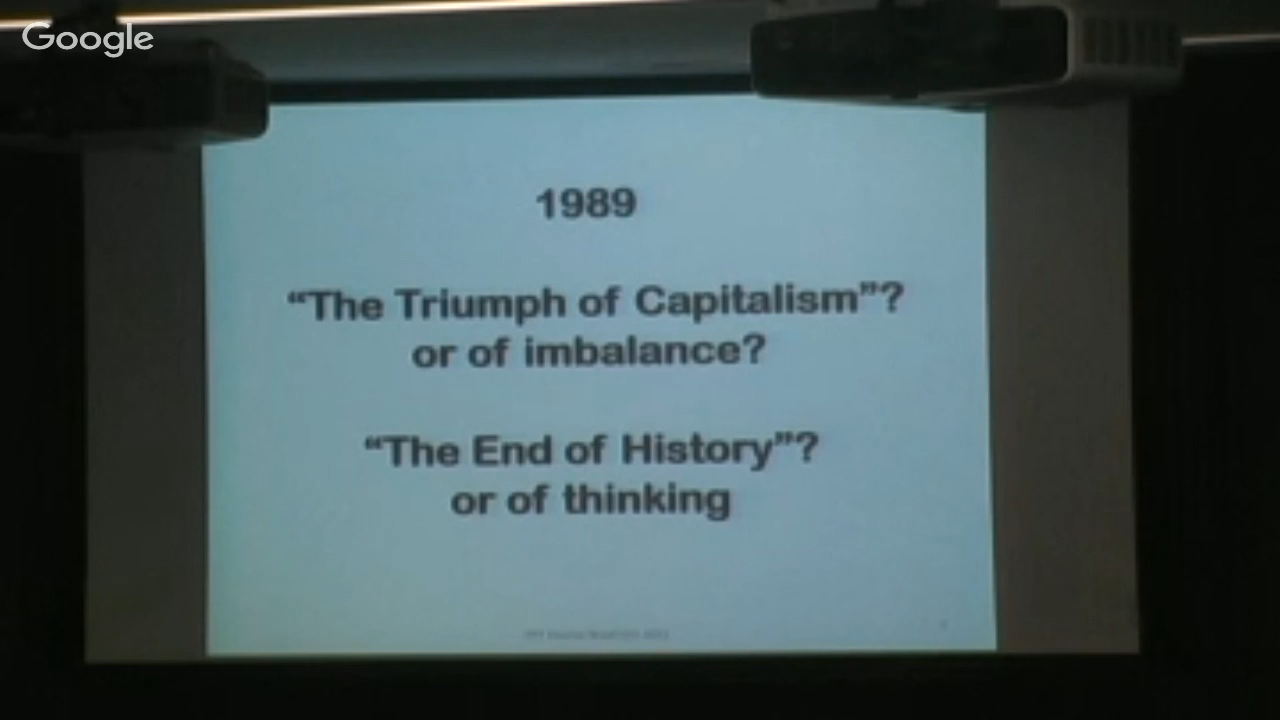 Google
1989
“The Triumph of Capitalism”?
or of imbalance?
“The End of History”?
or of thinking